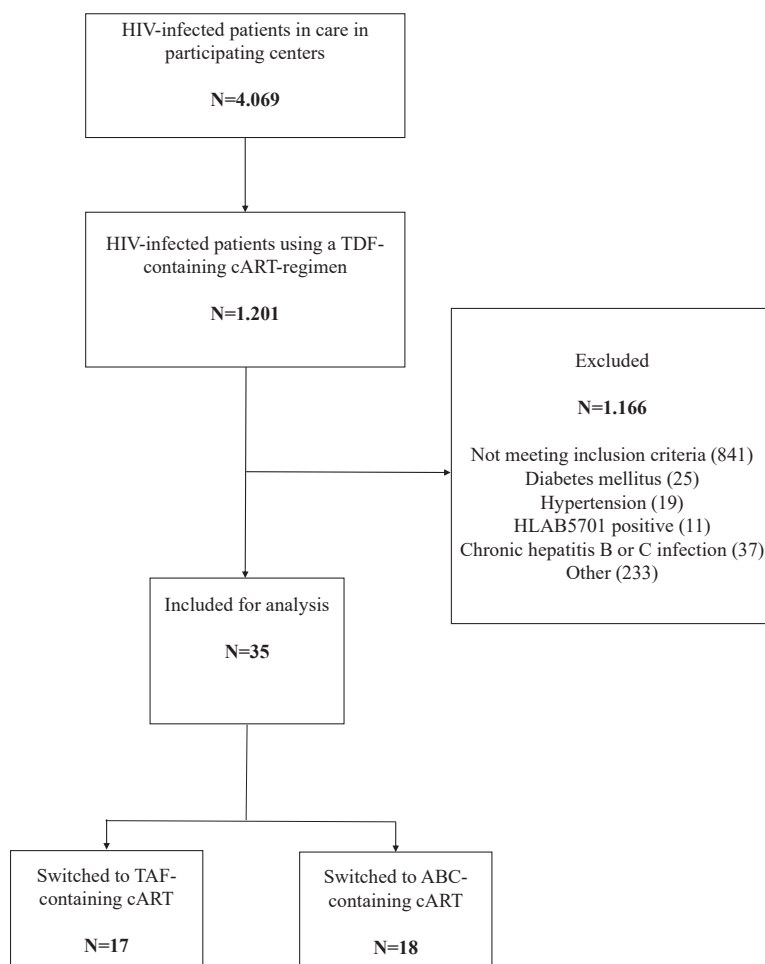 HIV-infected patients in care in
participating centers
N=4.069
HIV-infected patients using a TDF-
containing cART-regimen
N=1.201
Excluded
N=1.166
Not meeting inclusion criteria (841)
Diabetes mellitus (25)
Hypertension (19)
HLAB5701 positive (11)
Chronic hepatitis B or C infection (37)
Other (233)
Included for analysis
N=35
Switched to TAF-
containing cART
N=17
Switched to ABC-
containing cART
N=18